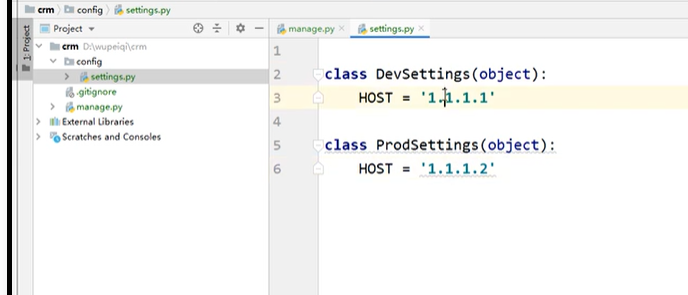 crm config settings.py
1: Project
Project
manage.py
settings.py
crm D:\wupeiqi\crm
config
settings.py
.gitignore
manage.py
External Libraries
Scratches and Consoles
1
2 class DevSettings(object):
3 HOST = '1.1.1.1'
4
5 class ProdSettings(object):
6 HOST = '1.1.1.2'